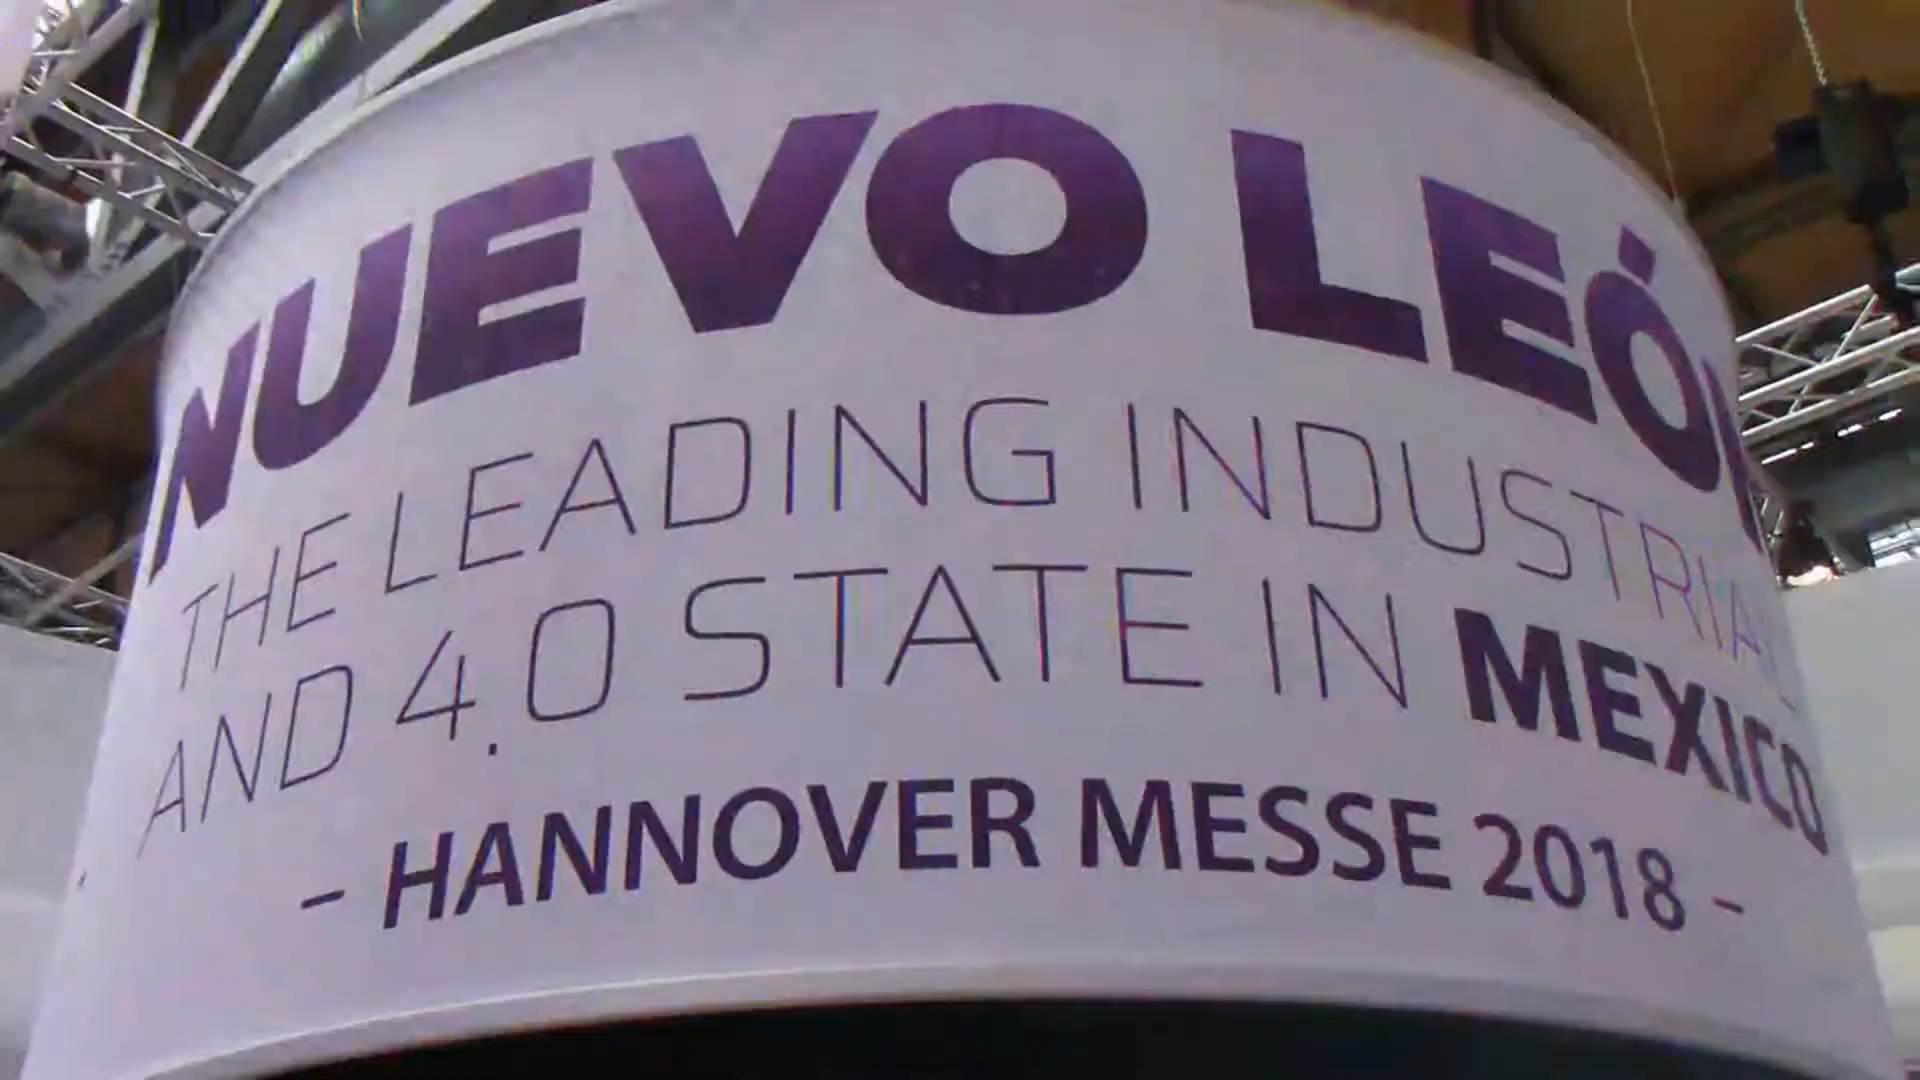 NUEVO LEÓN
THE LEADING INDUSTRIAL
AND 4.0 STATE IN MEXICO
- HANNOVER MESSE 2018 -